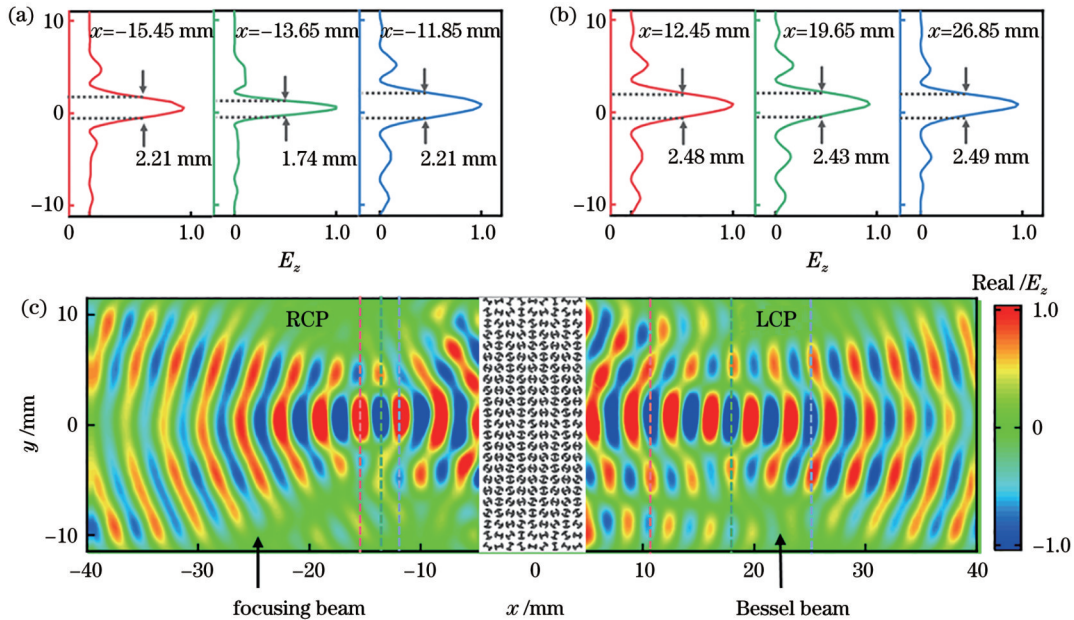 (a)
10
0
−10
x=−15.45 mm
x=−13.65 mm
x=−11.85 mm
2.21 mm
1.74 mm
2.21 mm
0
1.0
0
1.0
0
1.0
E_z
(b)
10
0
−10
x=12.45 mm
x=19.65 mm
x=26.85 mm
2.48 mm
2.43 mm
2.49 mm
0
1.0
0
1.0
0
1.0
E_z
(c)
RCP
LCP
Real /E_z
1.0
0
−1.0
y /mm
10
0
−10
−40
−30
−20
−10
0
10
20
30
40
focusing beam
x /mm
Bessel beam